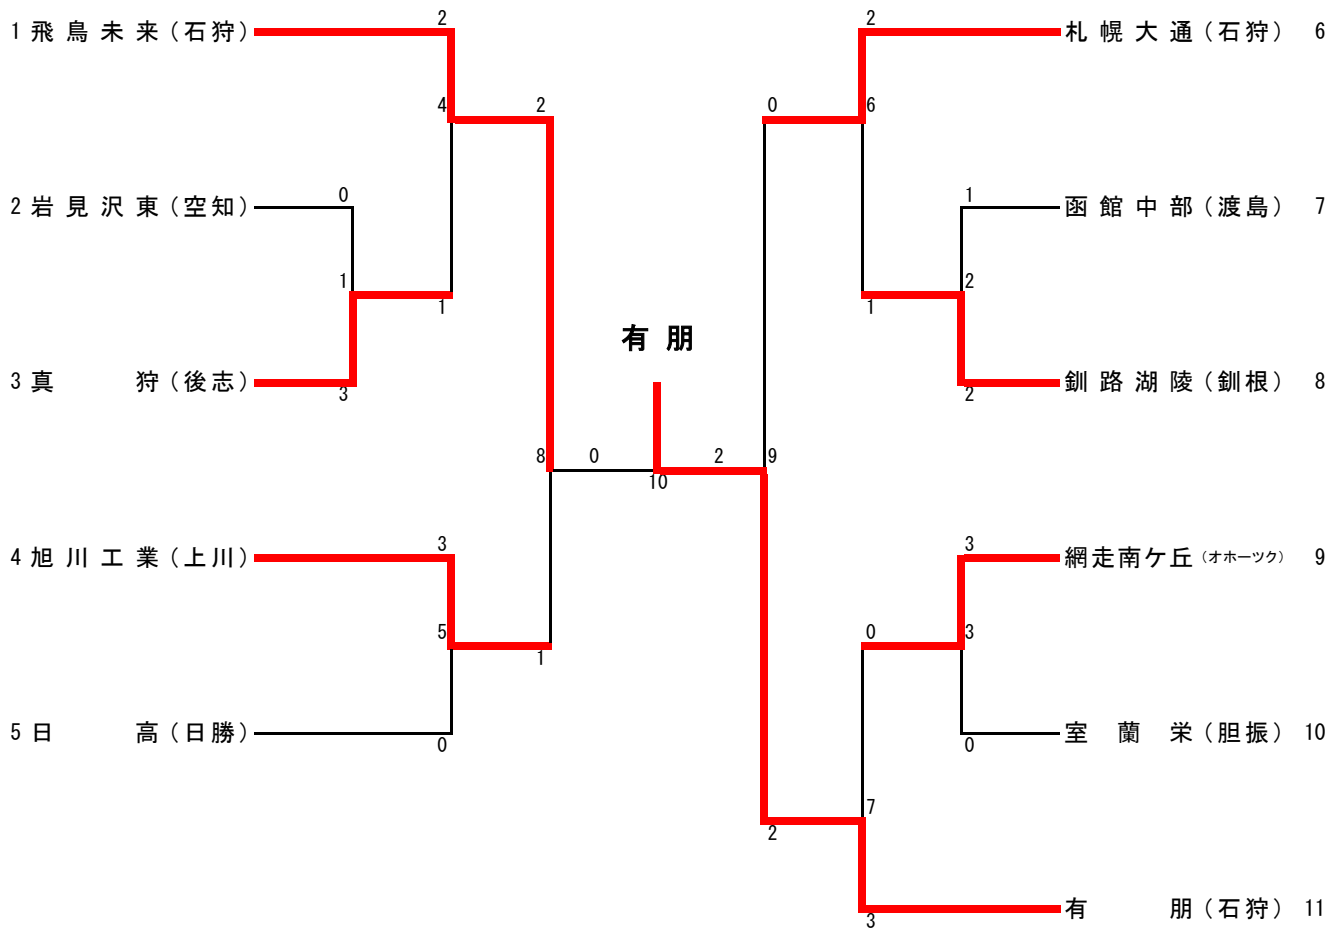 2 2
1 飛鳥未来(石狩) 札幌大通(石狩) 6
4 2 0 6
0 1
2 岩見沢東(空知) 函館中部(渡島) 7
1 2
1 1
有朋
3 真狩(後志) 釧路湖陵(釧根) 8
3 2
8 0 2 9
10
3 3
4 旭川工業(上川) 網走南ケ丘(オホーツク) 9
5 0 3
1
5 日高(日勝) 室蘭栄(胆振) 10
0 0
7
2
有朋(石狩) 11
3